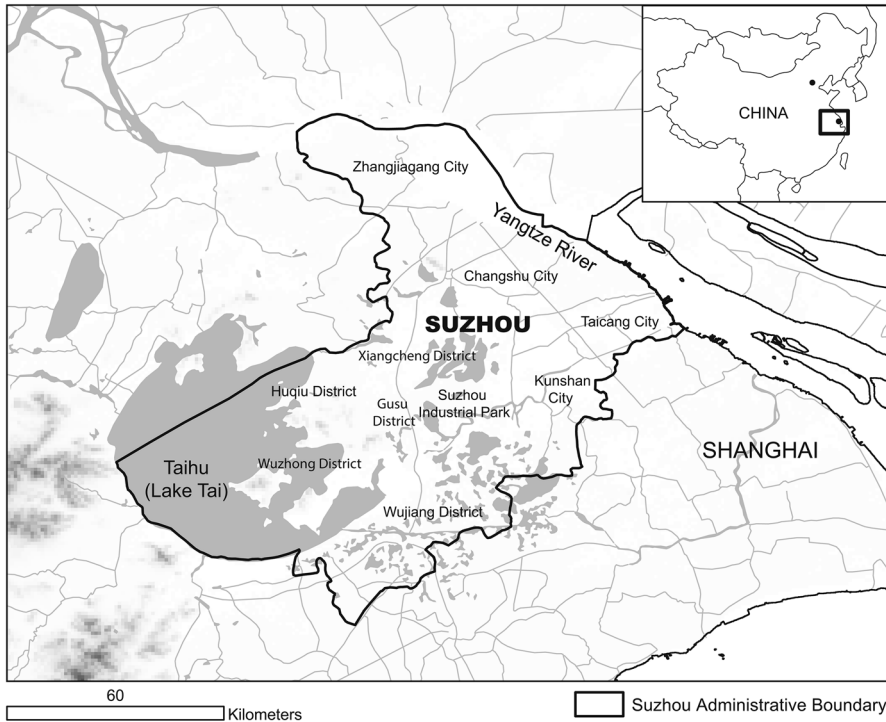 CHINA
Zhangjiagang City
Yangtze River
Changshu City
SUZHOU
Taicang City
Xiangcheng District
Huqiu District
Kunshan
City
Gusu
District
Suzhou
Industrial Park
SHANGHAI
Taihu
(Lake Tai)
Wuzhong District
Wujiang District
60
Kilometers
Suzhou Administrative Boundary